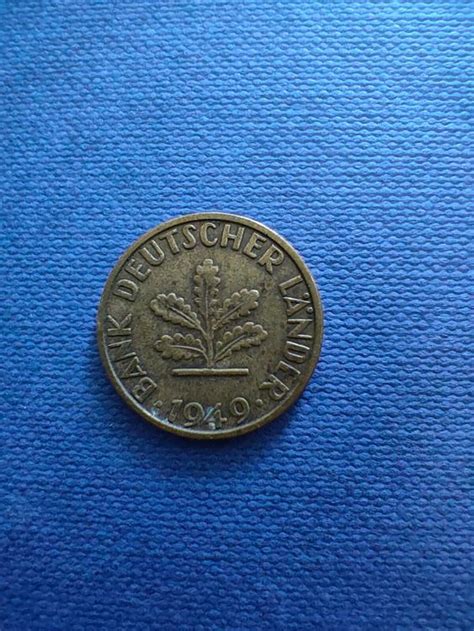 · BANK DEUTSCHER LÄNDER ·
1949